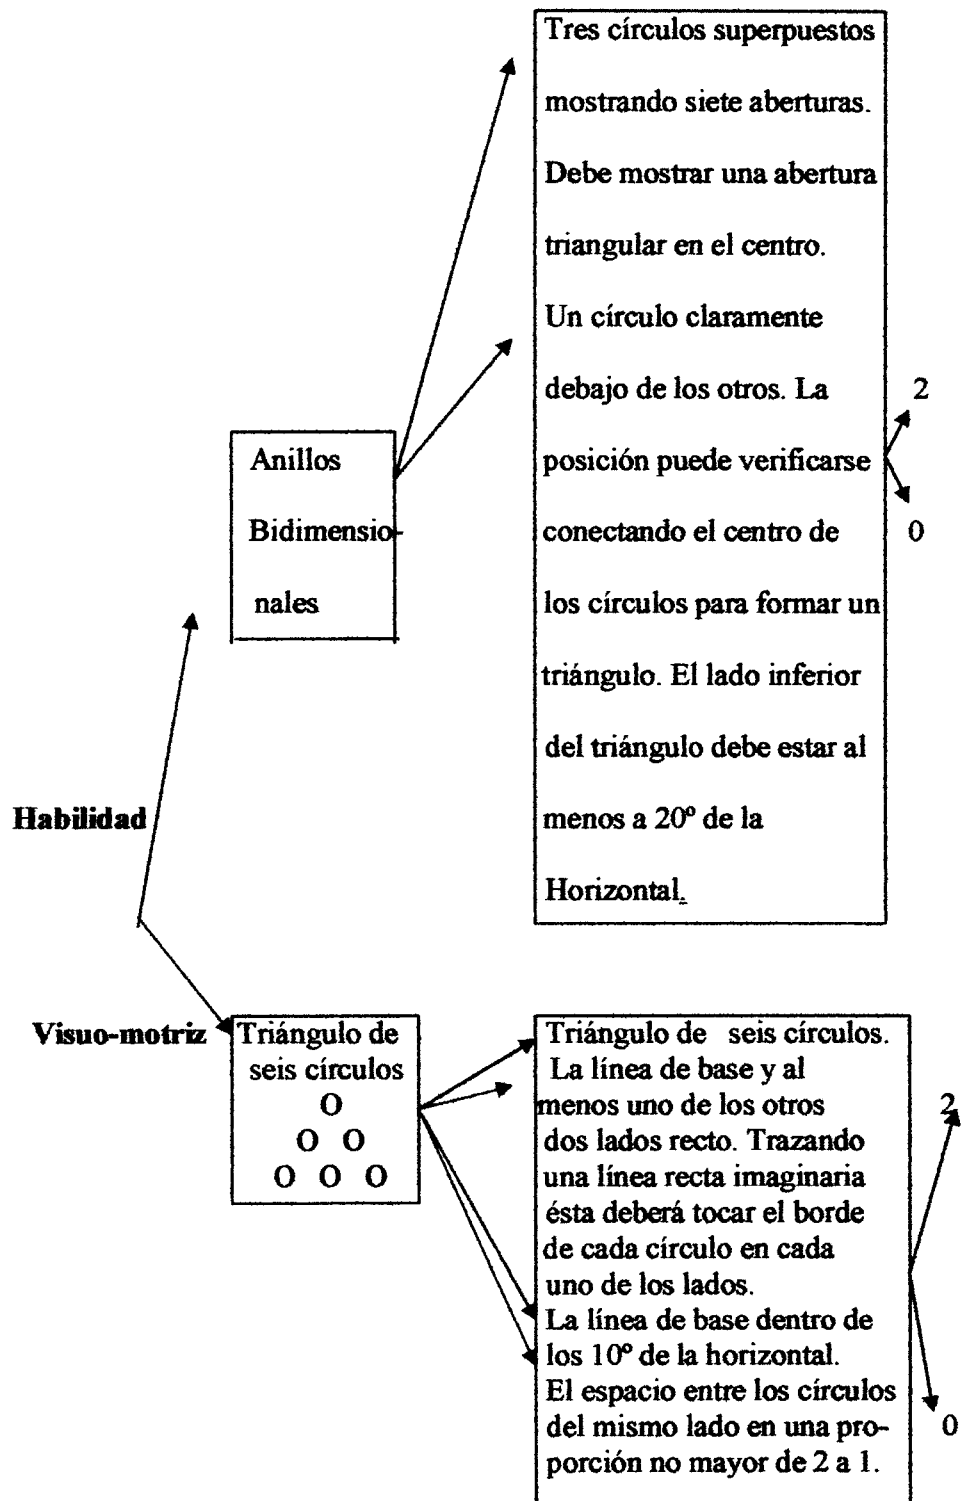 Habilidad
Visuo-motriz
Anillos
Bidimensio-
nales
Tres círculos superpuestos
mostrando siete aberturas.
Debe mostrar una abertura
triangular en el centro.
Un círculo claramente
debajo de los otros. La
posición puede verificarse
conectando el centro de
los círculos para formar un
triángulo. El lado inferior
del triángulo debe estar al
menos a 20º de la
Horizontal.
2
0
Triángulo de
seis círculos
O
O O
O O O
Triángulo de seis círculos.
La línea de base y al
menos uno de los otros
dos lados recto. Trazando
una línea recta imaginaria
ésta deberá tocar el borde
de cada círculo en cada
uno de los lados.
La línea de base dentro de
los 10º de la horizontal.
El espacio entre los círculos
del mismo lado en una pro-
porción no mayor de 2 a 1.
2
0